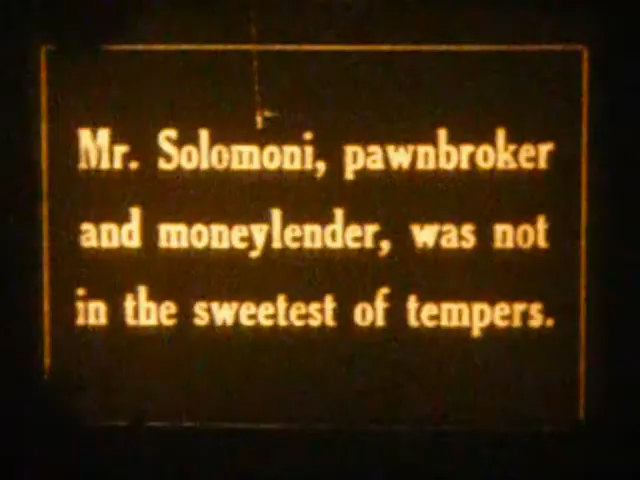 Mr. Solomoni, pawnbroker
and moneylender, was not
in the sweetest of tempers.